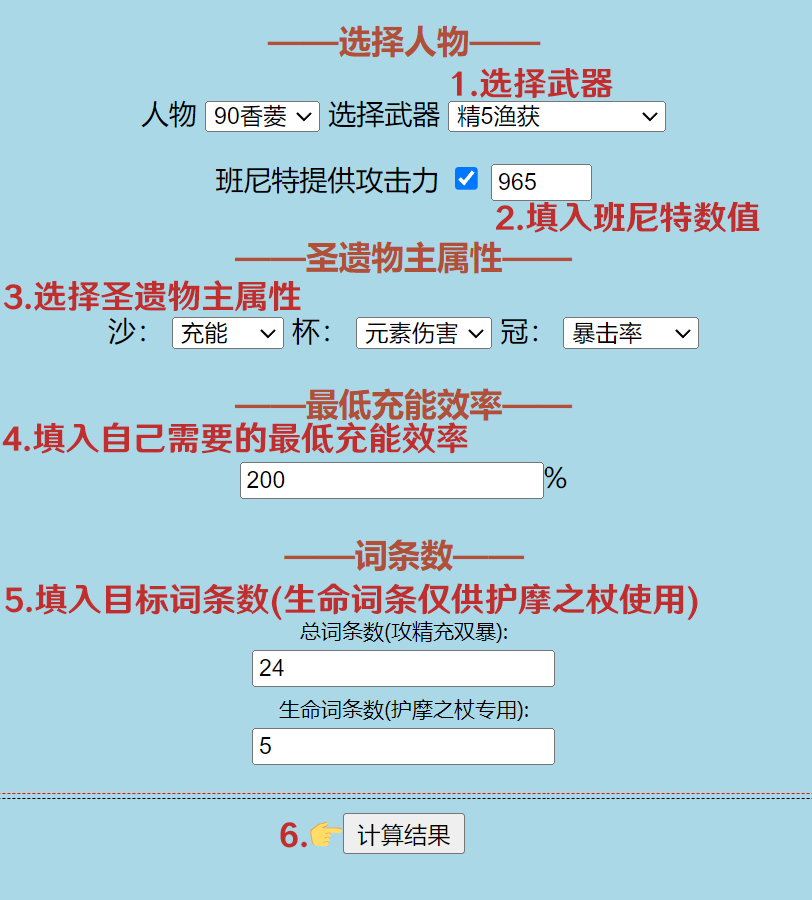 ——选择人物——
1.选择武器
人物 90香菱 选择武器 精5渔获
班尼特提供攻击力 965
2.填入班尼特数值
——圣遗物主属性——
3.选择圣遗物主属性
沙： 充能 杯： 元素伤害 冠： 暴击率
——最低充能效率——
4.填入自己需要的最低充能效率
200 %
——词条数——
5.填入目标词条数(生命词条仅供护摩之杖使用)
总词条数(攻精充双暴):
24
生命词条数(护摩之杖专用):
5
6.👉计算结果